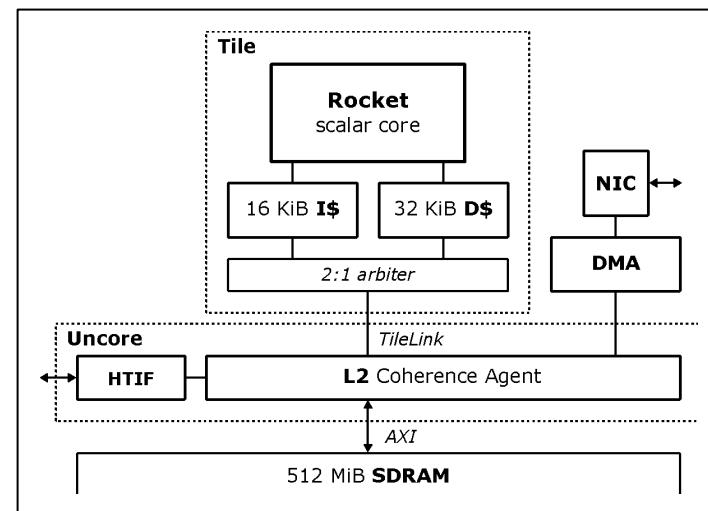 Tile
Rocket
scalar core
NIC
16 KiB I$
32 KiB D$
DMA
2:1 arbiter
Uncore
TileLink
HTIF
L2 Coherence Agent
AXI
512 MiB SDRAM